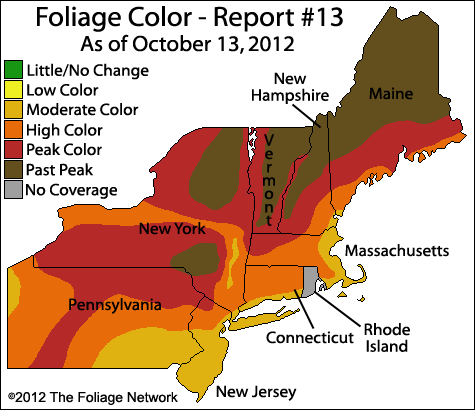 Foliage Color - Report #13
As of October 13, 2012
Little/No Change
Low Color
Moderate Color
High Color
Peak Color
Past Peak
No Coverage
New
Hampshire
Maine
Vermont
New York
Massachusetts
Pennsylvania
Connecticut
Rhode
Island
New Jersey
©2012 The Foliage Network